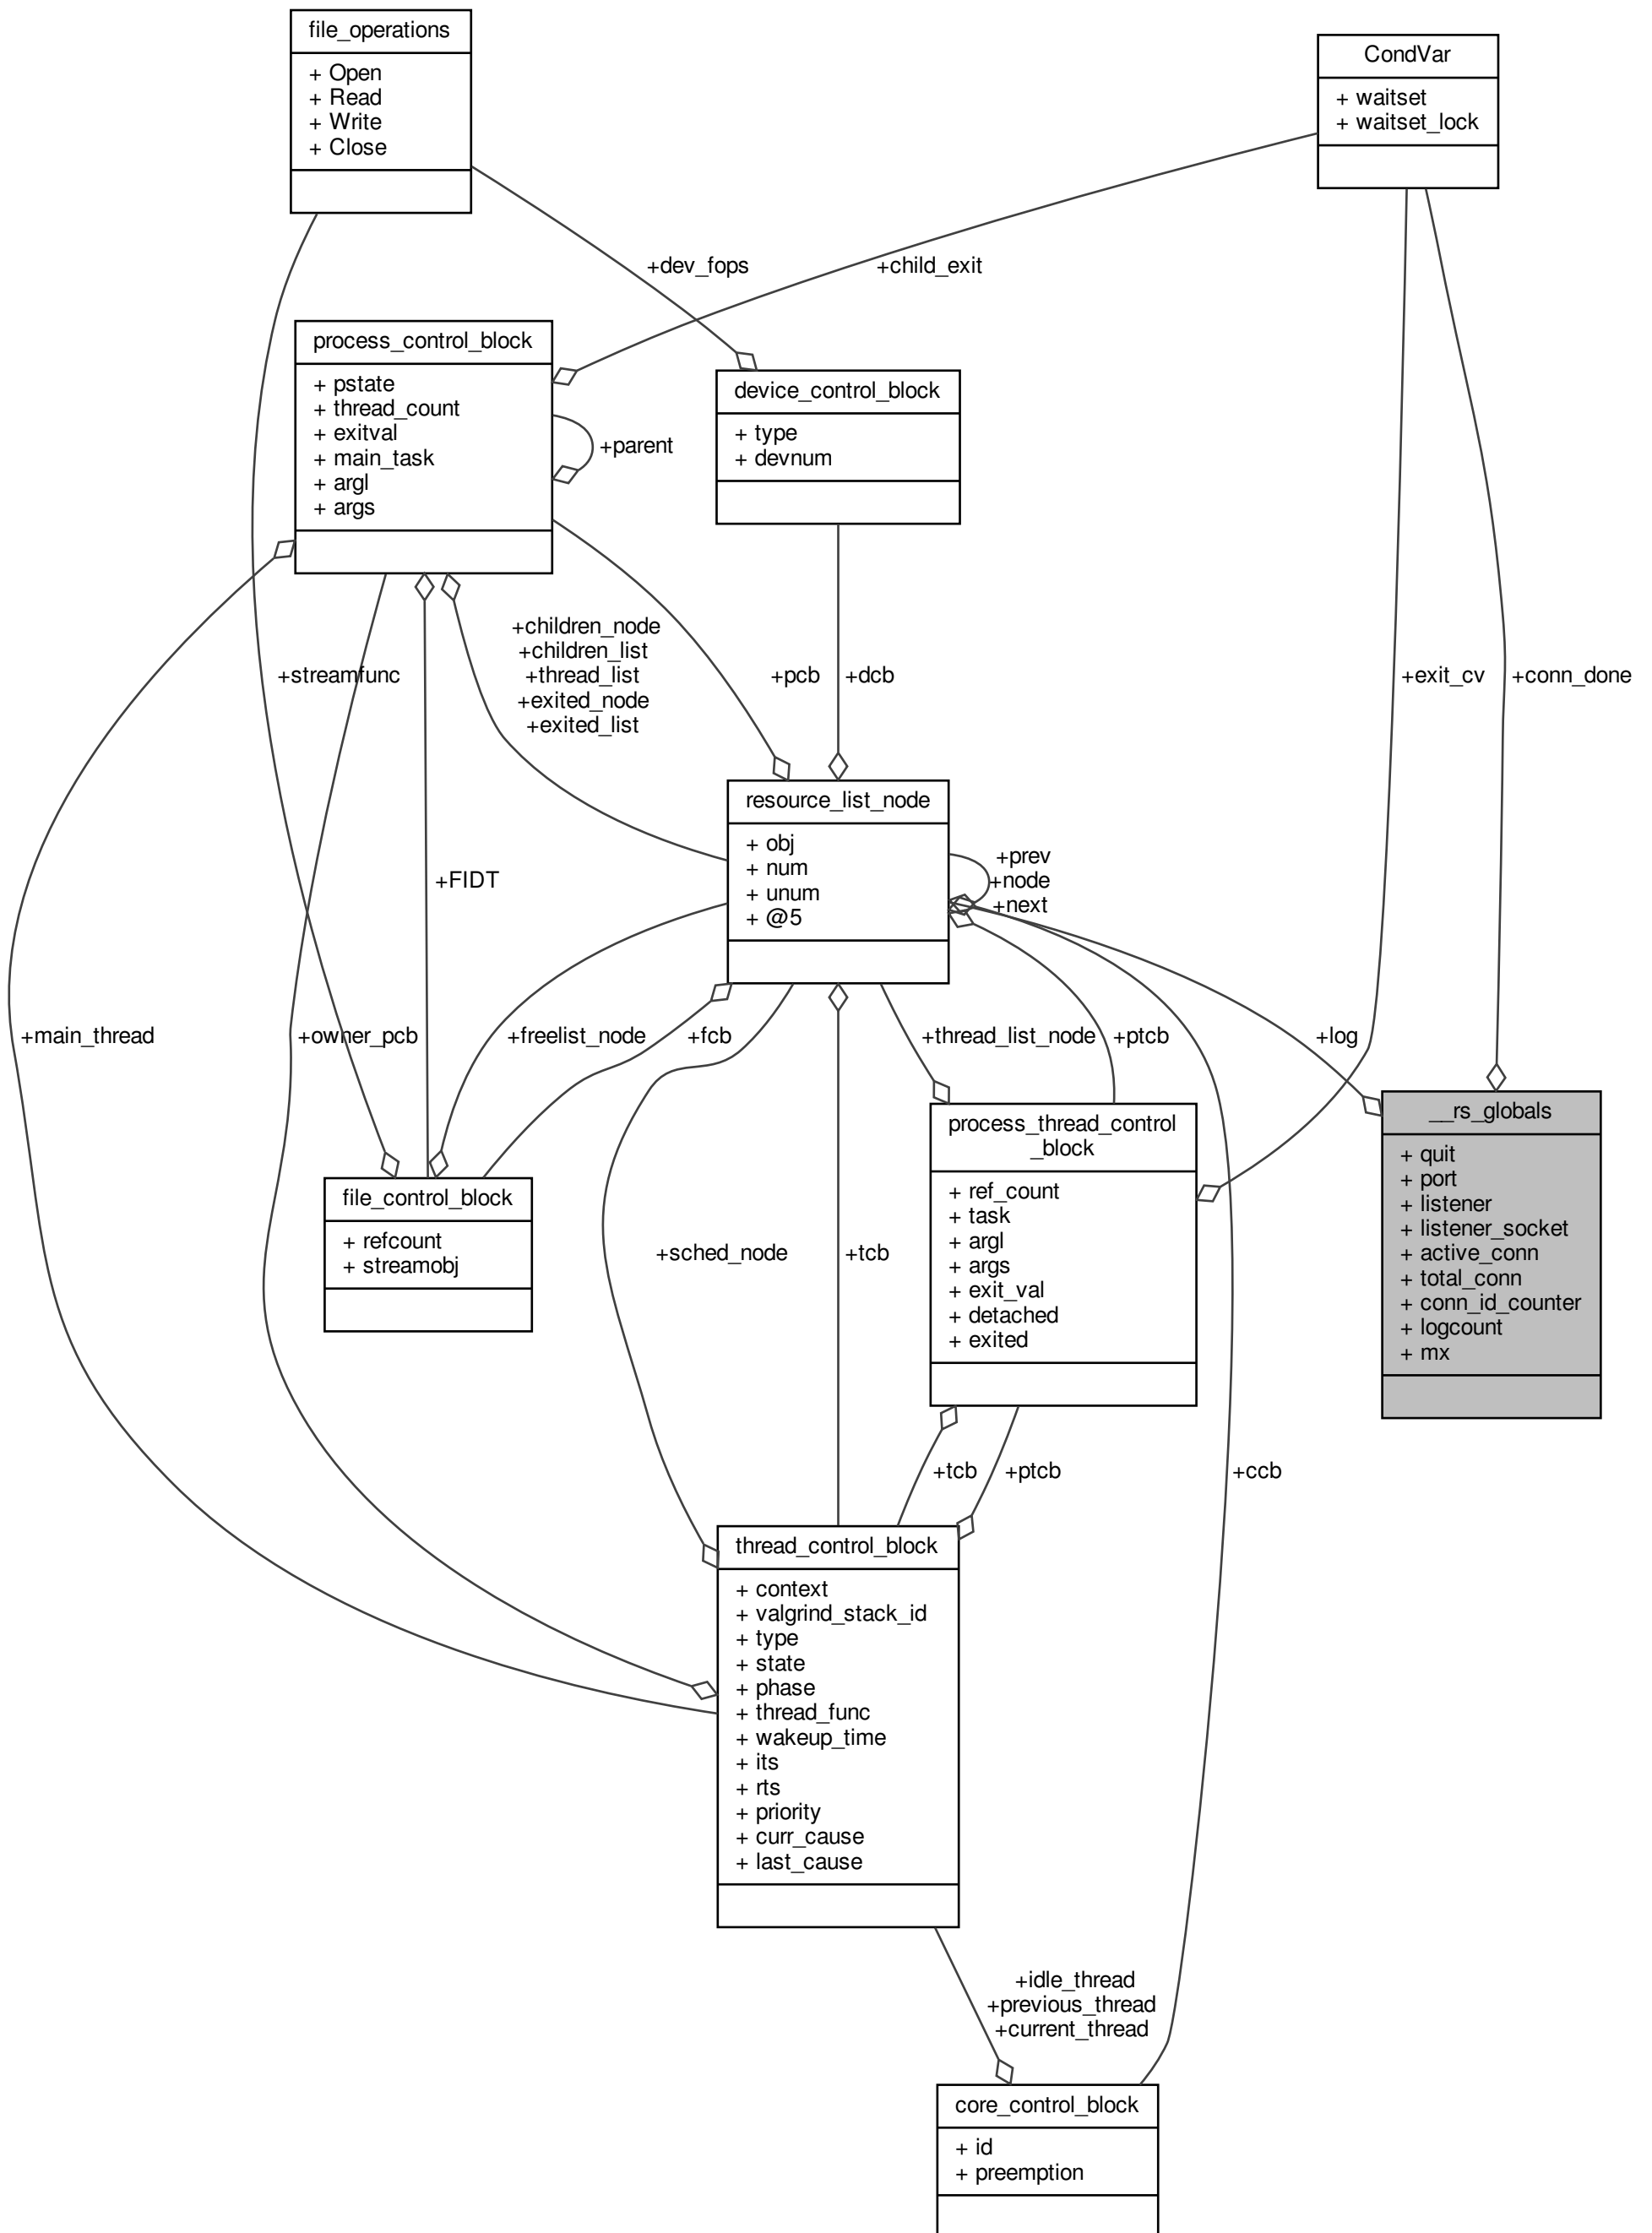 file_operations
+ Open
+ Read
+ Write
+ Close
CondVar
+ waitset
+ waitset_lock
+dev_fops
+child_exit
process_control_block
+ pstate
+ thread_count
+ exitval
+ main_task
+ argl
+ args
+parent
device_control_block
+ type
+ devnum
+streamfunc
+children_node
+children_list
+thread_list
+exited_node
+exited_list
+pcb
+dcb
+exit_cv
+conn_done
resource_list_node
+ obj
+ num
+ unum
+ @5
+prev
+node
+next
+FIDT
+main_thread
+owner_pcb
+freelist_node
+fcb
+thread_list_node
+ptcb
+log
process_thread_control
_block
+ ref_count
+ task
+ argl
+ args
+ exit_val
+ detached
+ exited
__rs_globals
+ quit
+ port
+ listener
+ listener_socket
+ active_conn
+ total_conn
+ conn_id_counter
+ logcount
+ mx
file_control_block
+ refcount
+ streamobj
+sched_node
+tcb
+tcb
+ptcb
+ccb
thread_control_block
+ context
+ valgrind_stack_id
+ type
+ state
+ phase
+ thread_func
+ wakeup_time
+ its
+ rts
+ priority
+ curr_cause
+ last_cause
+idle_thread
+previous_thread
+current_thread
core_control_block
+ id
+ preemption